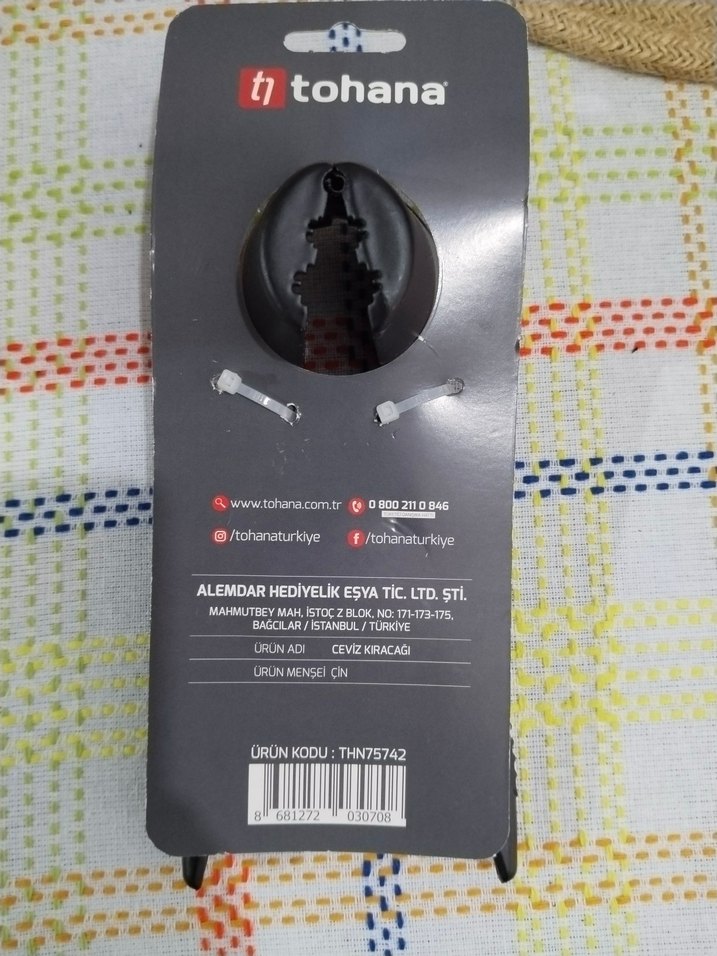 tohana
www.tohana.com.tr 0 800 211 0 846
/tohanaturkiye /tohanaturkiye
ALEMDAR HEDİYELİK EŞYA TİC. LTD. ŞTİ.
MAHMUTBEY MAH, İSTOÇ Z BLOK, NO: 171-173-175,
BAĞCILAR / İSTANBUL / TÜRKİYE
ÜRÜN ADI CEVİZ KIRACAĞI
ÜRÜN MENŞEİ ÇİN
ÜRÜN KODU : THN75742
8 681272 030708